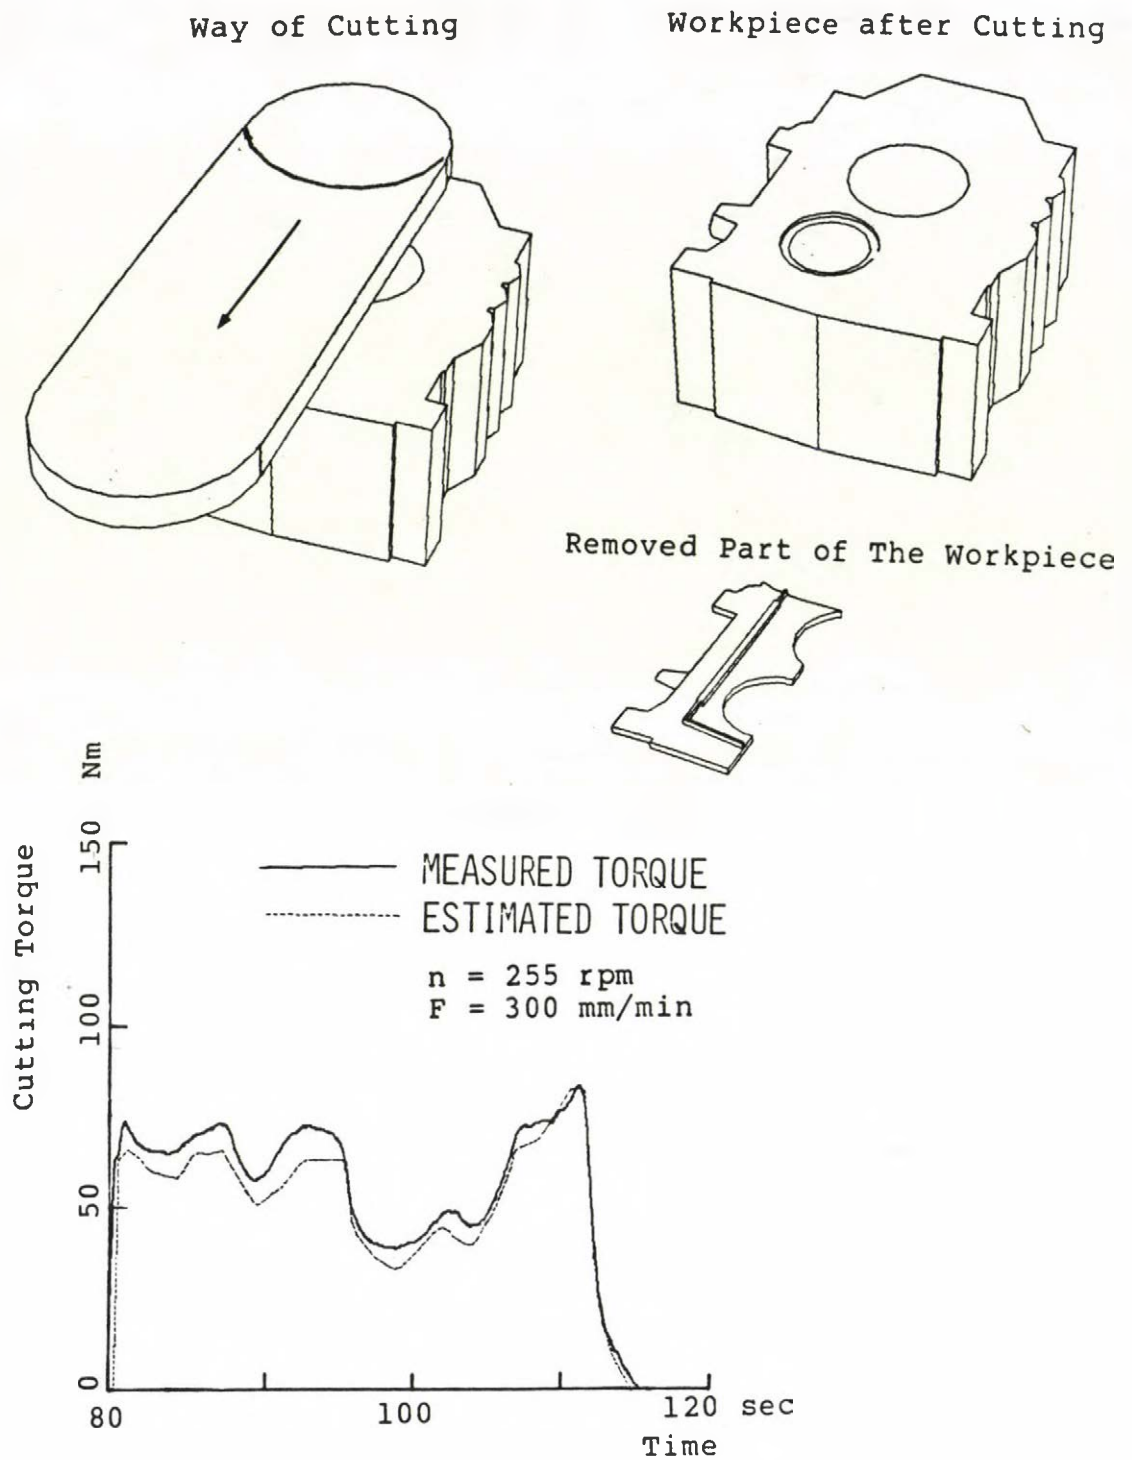 Way of Cutting
Workpiece after Cutting
Removed Part of The Workpiece
Cutting Torque Nm
150
100
50
0
MEASURED TORQUE
ESTIMATED TORQUE
n = 255 rpm
F = 300 mm/min
80
100
120 sec
Time